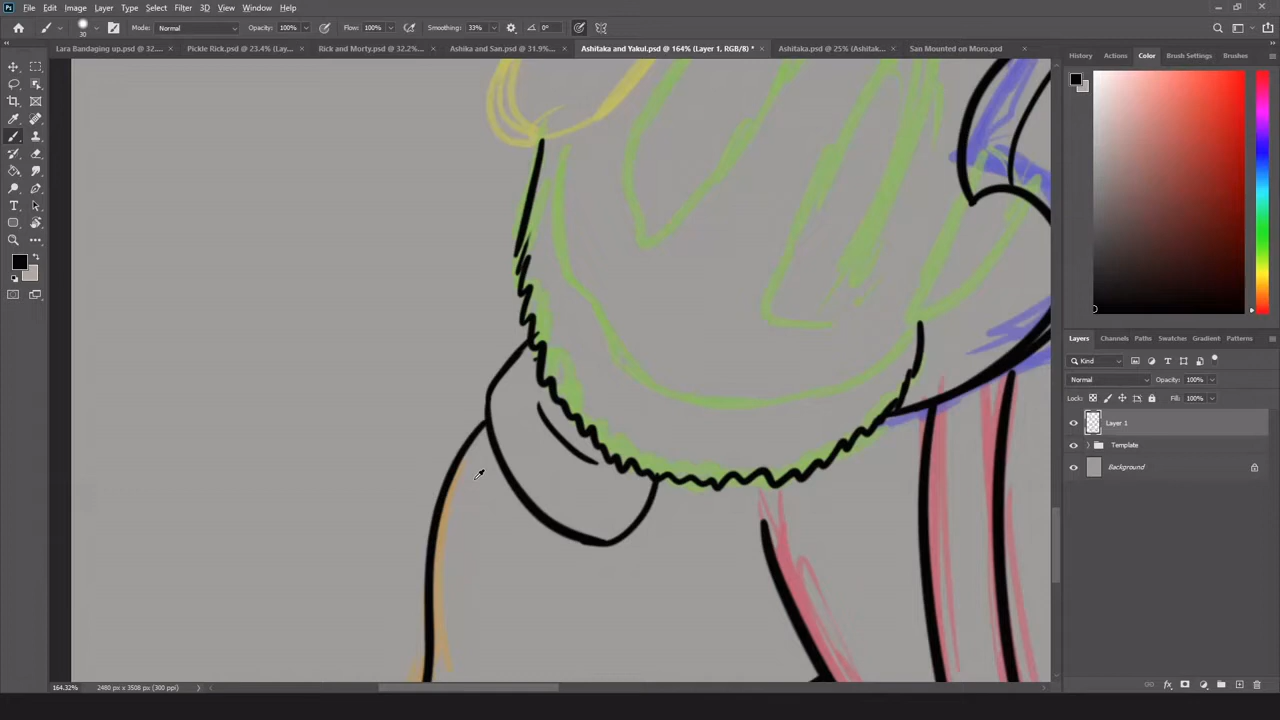 File Edit Image Layer Type Select Filter 3D View Window Help
30 Mode: Normal Opacity: 100% Flow: 100% Smoothing: 33% 0°
Lara Bandaging up.psd @ 32.... × Pickle Rick.psd @ 23.4% (Lay... × Rick and Morty.psd @ 32.2%... × Ashika and San.psd @ 31.9%... × Ashitaka and Yakul.psd @ 164% (Layer 1, RGB/8) * × Ashitaka.psd @ 25% (Ashitak... × San Mounted on Moro.psd ×
History Actions Color Brush Settings Brushes
Layers Channels Paths Swatches Gradient Patterns
Kind
Normal Opacity: 100%
Lock: Fill: 100%
Layer 1
Template
Background
164.32% 2480 px x 3508 px (300 ppi)